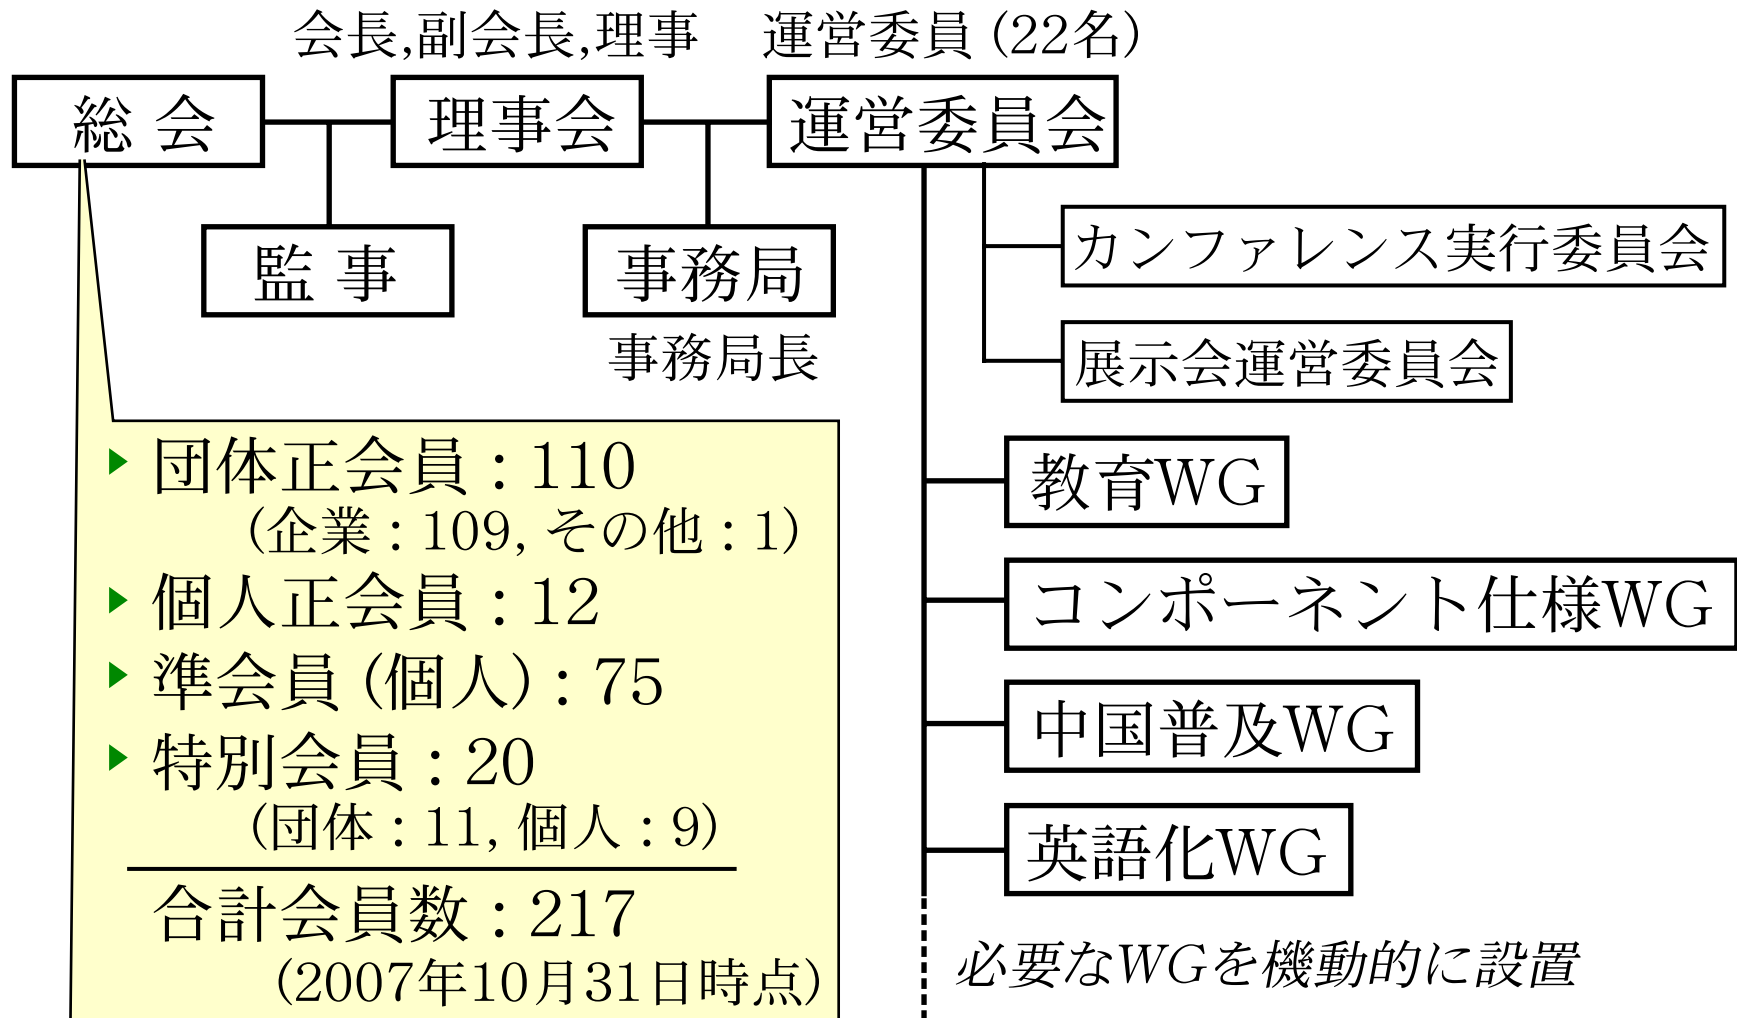 会長,副会長,理事
運営委員 (22名)
総 会
理事会
運営委員会
監 事
事務局
事務局長
カンファレンス実行委員会
展示会運営委員会
団体正会員 : 110
(企業 : 109, その他 : 1)
個人正会員 : 12
準会員 (個人) : 75
特別会員 : 20
(団体 : 11, 個人 : 9)
合計会員数 : 217
(2007年10月31日時点)
教育WG
コンポーネント仕様WG
中国普及WG
英語化WG
必要なWGを機動的に設置